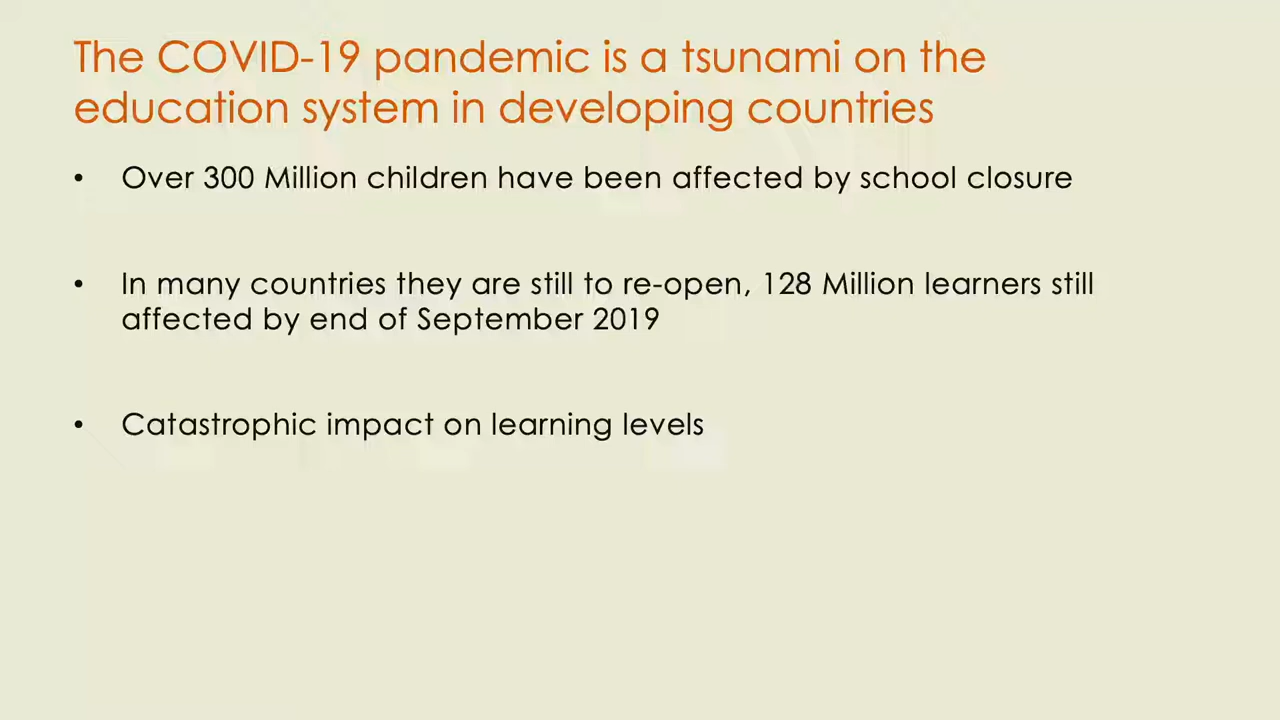 The COVID-19 pandemic is a tsunami on the
education system in developing countries
• Over 300 Million children have been affected by school closure
• In many countries they are still to re-open, 128 Million learners still
affected by end of September 2019
• Catastrophic impact on learning levels